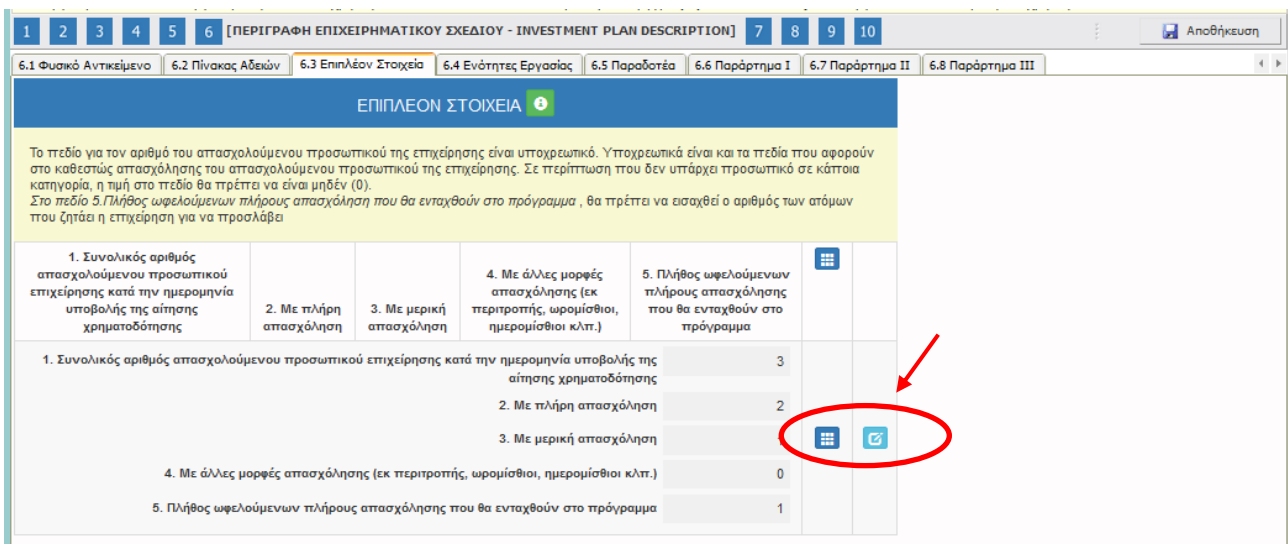 1 2 3 4 5 6 [ΠΕΡΙΓΡΑΦΗ ΕΠΙΧΕΙΡΗΜΑΤΙΚΟΥ ΣΧΕΔΙΟΥ - INVESTMENT PLAN DESCRIPTION] 7 8 9 10 Αποθήκευση
6.1 Φυσικό Αντικείμενο 6.2 Πίνακας Αδειών 6.3 Επιπλέον Στοιχεία 6.4 Ενότητες Εργασίας 6.5 Παραδοτέα 6.6 Παράρτημα I 6.7 Παράρτημα II 6.8 Παράρτημα III
ΕΠΙΠΛΕΟΝ ΣΤΟΙΧΕΙΑ
Το πεδίο για τον αριθμό του απασχολούμενου προσωπικού της επιχείρησης είναι υποχρεωτικό. Υποχρεωτικά είναι και τα πεδία που αφορούν
στο καθεστώς απασχόλησης του απασχολούμενου προσωπικού της επιχείρησης. Σε περίπτωση που δεν υπάρχει προσωπικό σε κάποια
κατηγορία, η τιμή στο πεδίο θα πρέπει να είναι μηδέν (0).
Στο πεδίο 5.Πλήθος ωφελούμενων πλήρους απασχόληση που θα ενταχθούν στο πρόγραμμα , θα πρέπει να εισαχθεί ο αριθμός των ατόμων
που ζητάει η επιχείρηση για να προσλάβει
1. Συνολικός αριθμός
απασχολούμενου προσωπικού
επιχείρησης κατά την ημερομηνία
υποβολής της αίτησης
χρηματοδότησης
2. Με πλήρη
απασχόληση
3. Με μερική
απασχόληση
4. Με άλλες μορφές
απασχόλησης (εκ
περιτροπής, ωρομίσθιοι,
ημερομίσθιοι κλπ.)
5. Πλήθος ωφελούμενων
πλήρους απασχόλησης
που θα ενταχθούν στο
πρόγραμμα
1. Συνολικός αριθμός απασχολούμενου προσωπικού επιχείρησης κατά την ημερομηνία υποβολής της
αίτησης χρηματοδότησης 3
2. Με πλήρη απασχόληση 2
3. Με μερική απασχόληση
4. Με άλλες μορφές απασχόλησης (εκ περιτροπής, ωρομίσθιοι, ημερομίσθιοι κλπ.) 0
5. Πλήθος ωφελούμενων πλήρους απασχόλησης που θα ενταχθούν στο πρόγραμμα 1